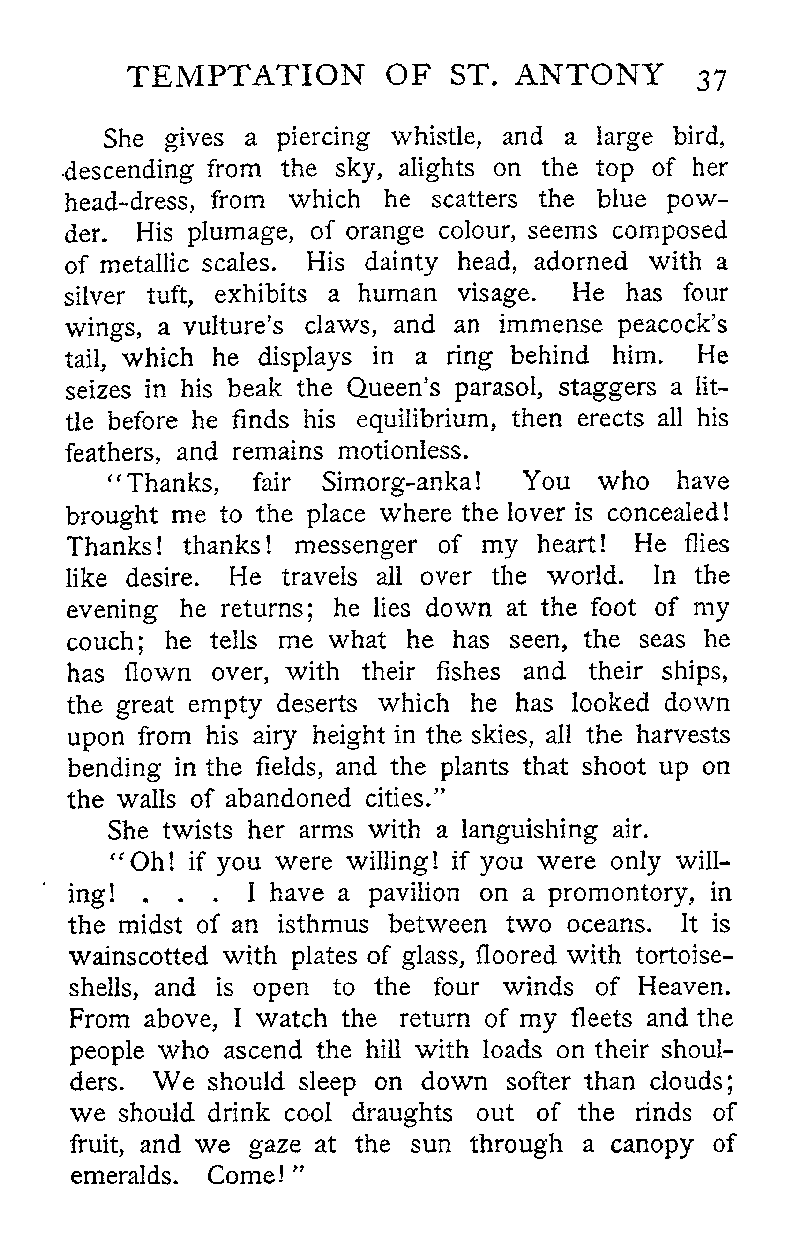 TEMPTATION OF ST. ANTONY 37
She gives a piercing whistle, and a large bird,
descending from the sky, alights on the top of her
head-dress, from which he scatters the blue pow-
der. His plumage, of orange colour, seems composed
of metallic scales. His dainty head, adorned with a
silver tuft, exhibits a human visage. He has four
wings, a vulture's claws, and an immense peacock's
tail, which he displays in a ring behind him. He
seizes in his beak the Queen's parasol, staggers a lit-
tle before he finds his equilibrium, then erects all his
feathers, and remains motionless.
"Thanks, fair Simorg-anka! You who have
brought me to the place where the lover is concealed!
Thanks! thanks! messenger of my heart! He flies
like desire. He travels all over the world. In the
evening he returns; he lies down at the foot of my
couch; he tells me what he has seen, the seas he
has flown over, with their fishes and their ships,
the great empty deserts which he has looked down
upon from his airy height in the skies, all the harvests
bending in the fields, and the plants that shoot up on
the walls of abandoned cities."
She twists her arms with a languishing air.
"Oh! if you were willing! if you were only will-
ing! . . . I have a pavilion on a promontory, in
the midst of an isthmus between two oceans. It is
wainscotted with plates of glass, floored with tortoise-
shells, and is open to the four winds of Heaven.
From above, I watch the return of my fleets and the
people who ascend the hill with loads on their shoul-
ders. We should sleep on down softer than clouds;
we should drink cool draughts out of the rinds of
fruit, and we gaze at the sun through a canopy of
emeralds. Come!"